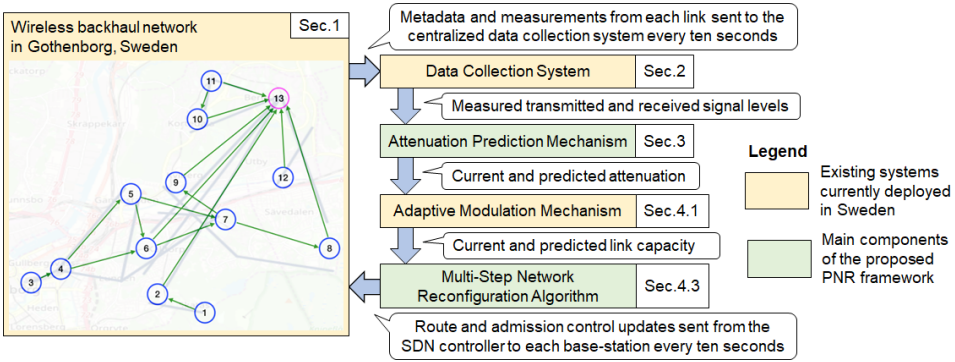 Wireless backhaul network
in Gothenborg, Sweden
Sec.1
11
13
10
12
9
5
7
6
8
4
3
2
1
Metadata and measurements from each link sent to the
centralized data collection system every ten seconds
Data Collection System
Sec.2
Measured transmitted and received signal levels
Attenuation Prediction Mechanism
Sec.3
Current and predicted attenuation
Adaptive Modulation Mechanism
Sec.4.1
Current and predicted link capacity
Multi-Step Network
Reconfiguration Algorithm
Sec.4.3
Route and admission control updates sent from the
SDN controller to each base-station every ten seconds
Legend
Existing systems
currently deployed
in Sweden
Main components
of the proposed
PNR framework